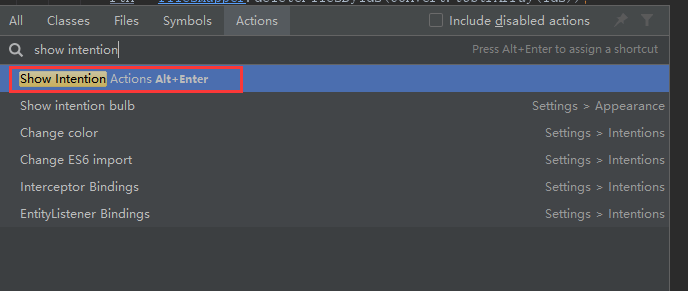 All Classes Files Symbols Actions Include disabled actions
show intention Press Alt+Enter to assign a shortcut
Show Intention Actions Alt+Enter
Show intention bulb Settings > Appearance
Change color Settings > Intentions
Change ES6 import Settings > Intentions
Interceptor Bindings Settings > Intentions
EntityListener Bindings Settings > Intentions